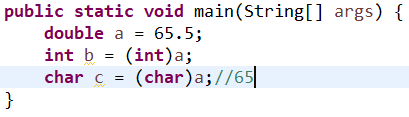 public static void main(String[] args) {
    double a = 65.5;
    int b = (int)a;
    char c = (char)a;//65
}